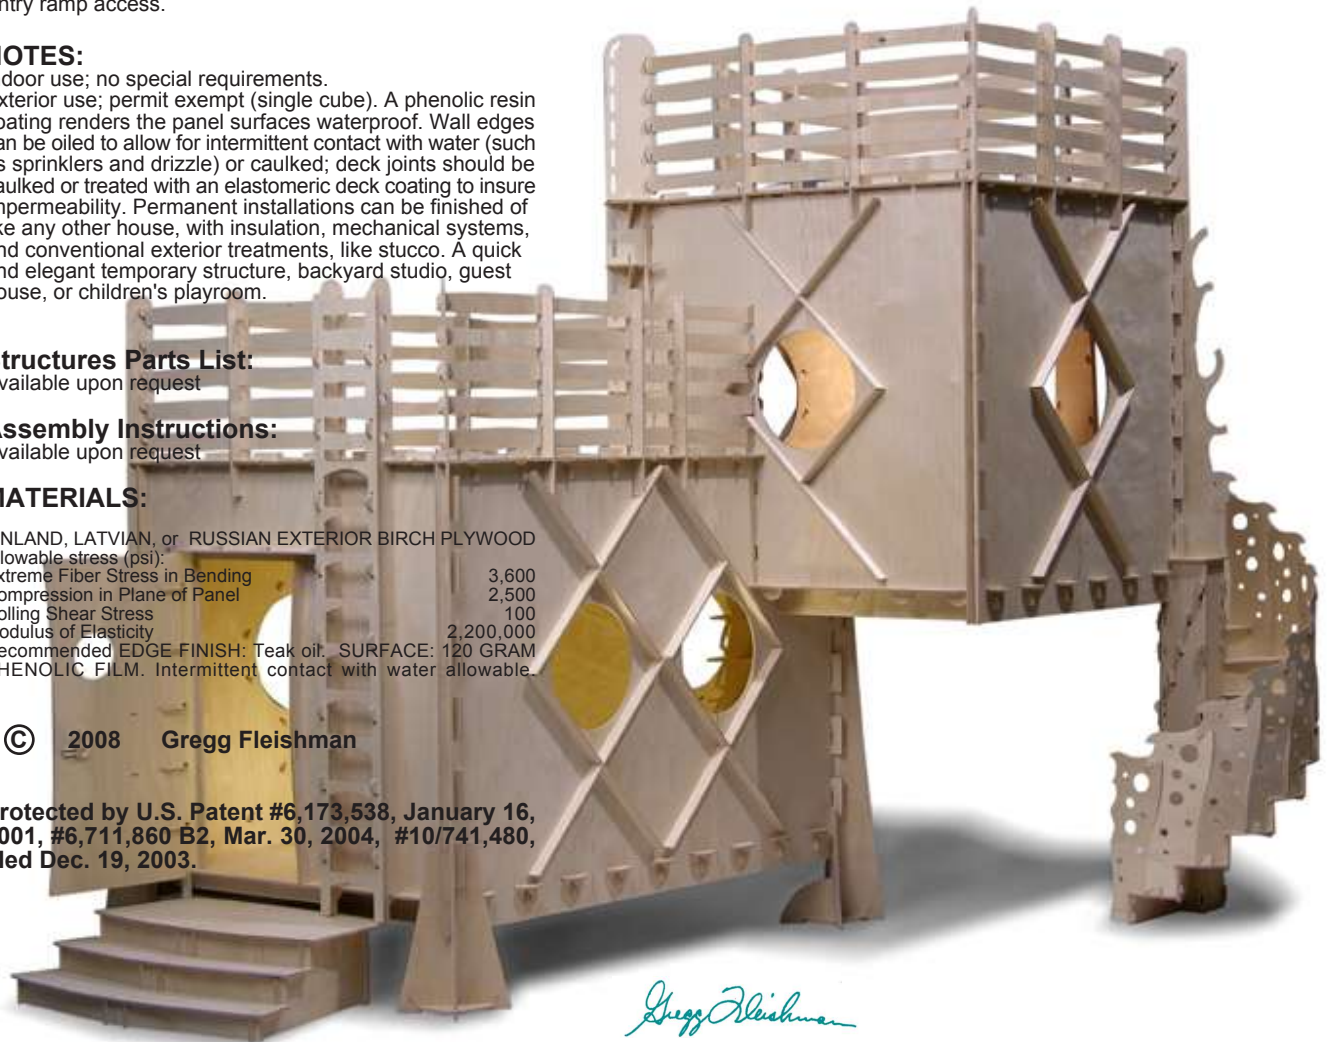 ntry ramp access.
NOTES:
door use; no special requirements.
xterior use; permit exempt (single cube). A phenolic resin
oating renders the panel surfaces waterproof. Wall edges
an be oiled to allow for intermittent contact with water (such
s sprinklers and drizzle) or caulked; deck joints should be
aulked or treated with an elastomeric deck coating to insure
mpermeability. Permanent installations can be finished of
ke any other house, with insulation, mechanical systems,
nd conventional exterior treatments, like stucco. A quick
nd elegant temporary structure, backyard studio, guest
ouse, or children's playroom.
tructures Parts List:
vailable upon request
Assembly Instructions:
vailable upon request
MATERIALS:
INLAND, LATVIAN, or RUSSIAN EXTERIOR BIRCH PLYWOOD
llowable stress (psi):
xtreme Fiber Stress in Bending 3,600
ompression in Plane of Panel 2,500
olling Shear Stress 100
odulus of Elasticity 2,200,000
ecommended EDGE FINISH: Teak oil. SURFACE: 120 GRAM
HENOLIC FILM. Intermittent contact with water allowable.
© 2008 Gregg Fleishman
rotected by U.S. Patent #6,173,538, January 16,
001, #6,711,860 B2, Mar. 30, 2004, #10/741,480,
led Dec. 19, 2003.
Gregg Fleishman